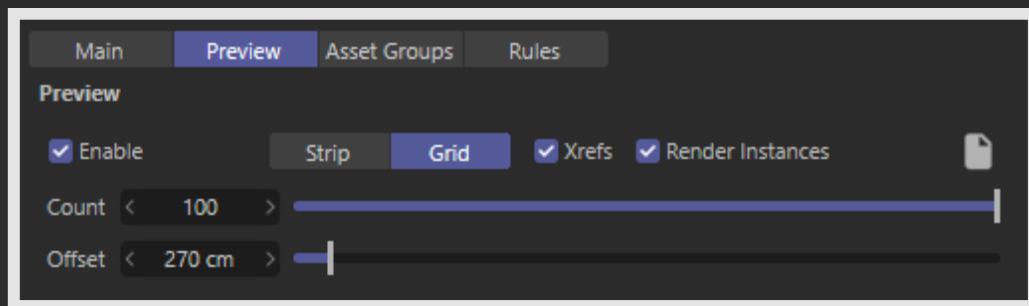 Main Preview Asset Groups Rules
Preview
Enable Strip Grid Xrefs Render Instances
Count < 100 >
Offset < 270 cm >